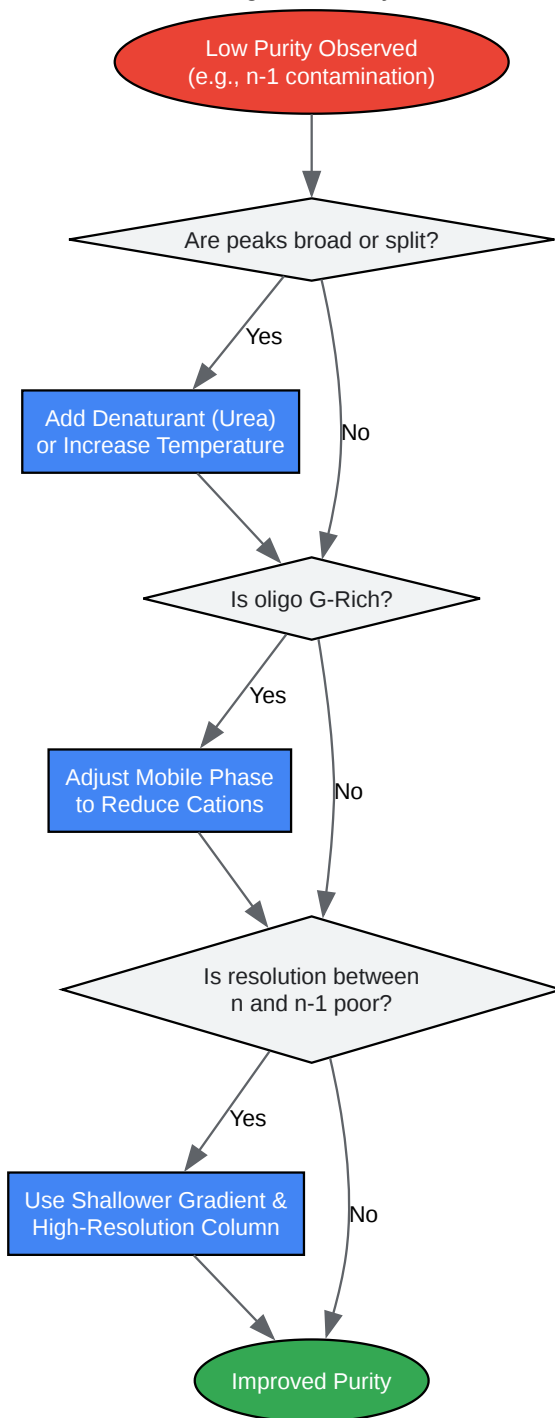 Low Purity Observed
(e.g., n-1 contamination)
Are peaks broad or split?
Yes
Add Denaturant (Urea)
or Increase Temperature
No
Is oligo G-Rich?
Yes
Adjust Mobile Phase
to Reduce Cations
No
Is resolution between
n and n-1 poor?
Yes
Use Shallower Gradient &
High-Resolution Column
No
Improved Purity